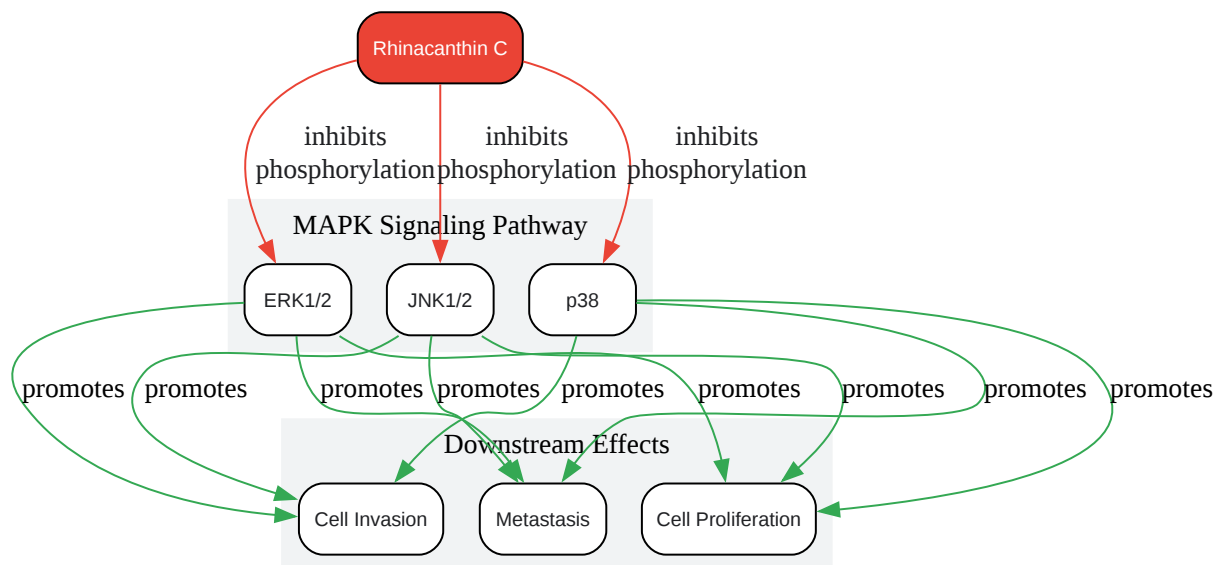 Rhinacanthin C
inhibits
phosphorylation
inhibits
phosphorylation
inhibits
phosphorylation
MAPK Signaling Pathway
ERK1/2
JNK1/2
p38
promotes
promotes
promotes
promotes
promotes
promotes
promotes
promotes
promotes
Downstream Effects
Cell Invasion
Metastasis
Cell Proliferation